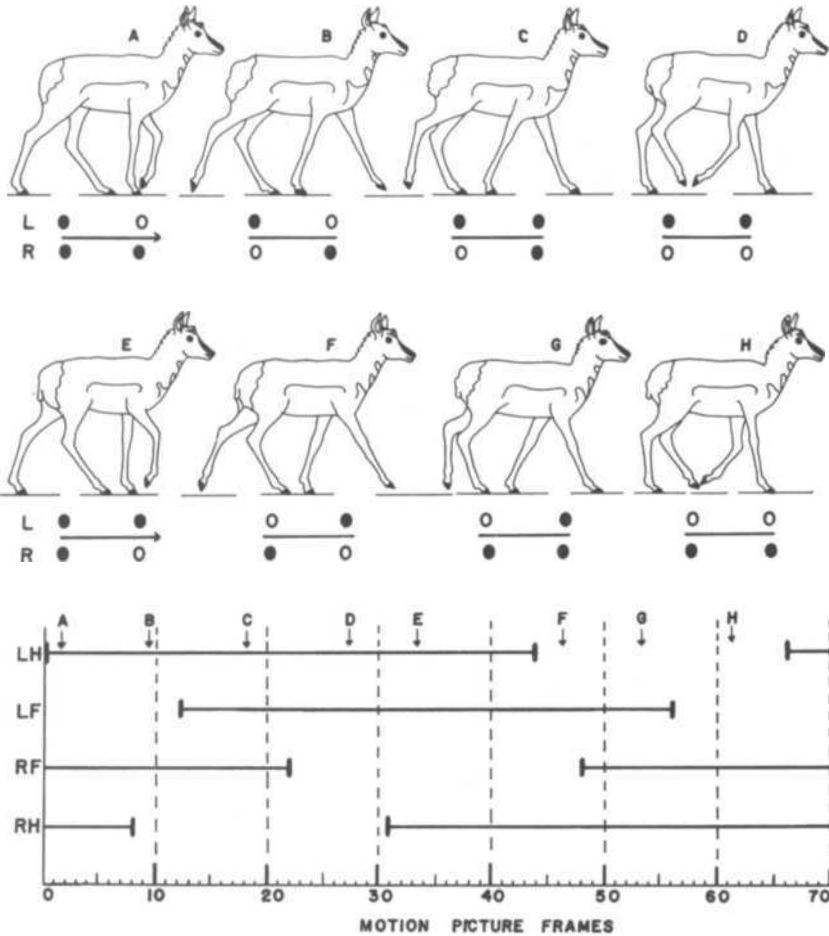 A B C D
L
R
E F G H
L
R
A B C D E F G H
LH
LF
RF
RH
0 10 20 30 40 50 60 70
MOTION PICTURE FRAMES